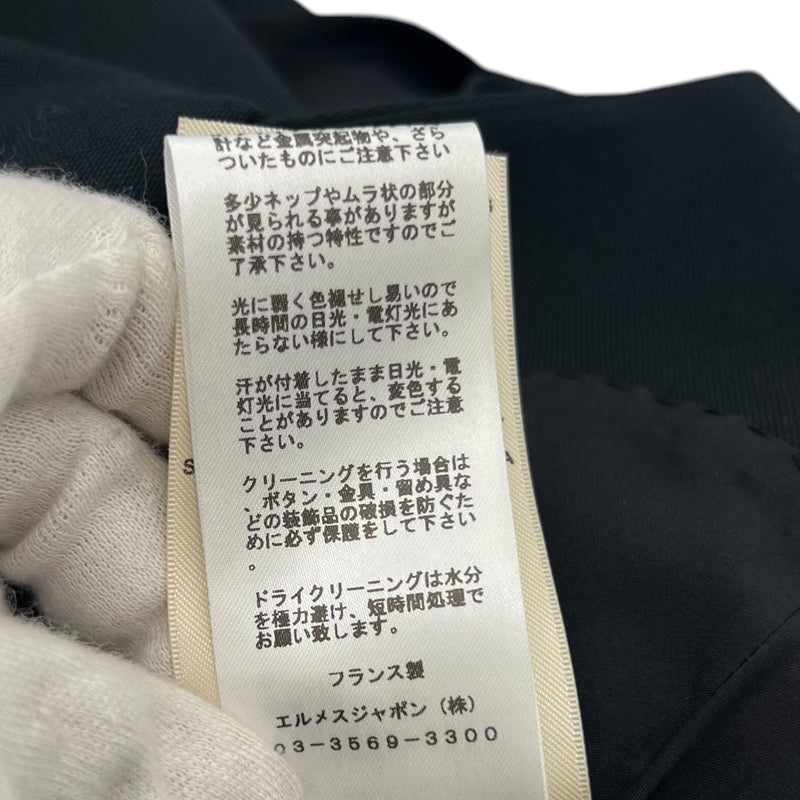 計など金属突起物や、ざら
ついたものにご注意下さい
多少ネップやムラ状の部分
が見られる事がありますが
素材の持つ特性ですのでご
了承下さい。
光に弱く色褪せし易いので
長時間の日光・電灯光にあ
たらない様にして下さい。
汗が付着したまま日光・電
灯光に当てると、変色する
ことがありますのでご注意
下さい。
クリーニングを行う場合は
、ボタン・金具・留め具な
どの装飾品の破損を防ぐた
めに必ず保護をして下さい
。
ドライクリーニングは水分
を極力避け、短時間処理で
お願い致します。
フランス製
エルメスジャポン（株）
03-3569-3300